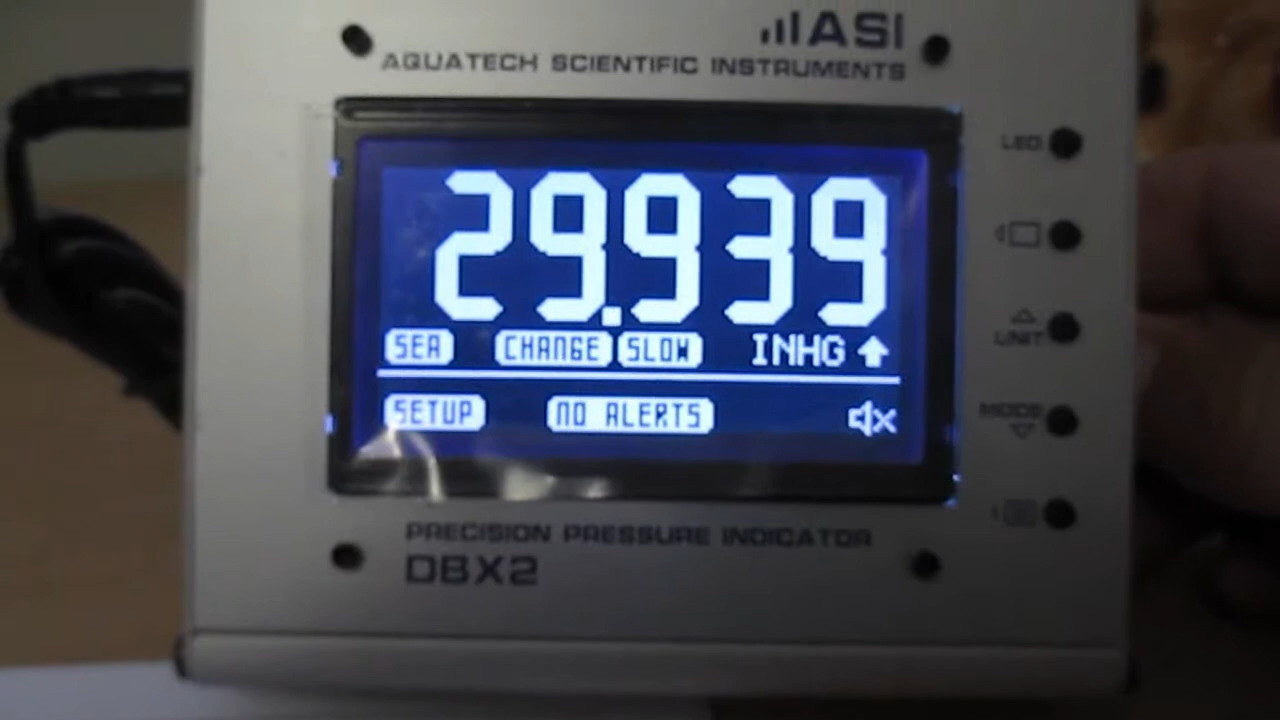 ASI
AQUATECH SCIENTIFIC INSTRUMENTS
LED
29.939
SEA CHANGE SLOW INHG
UNIT
SETUP NO ALERTS
MODE
PRECISION PRESSURE INDICATOR
DBX2